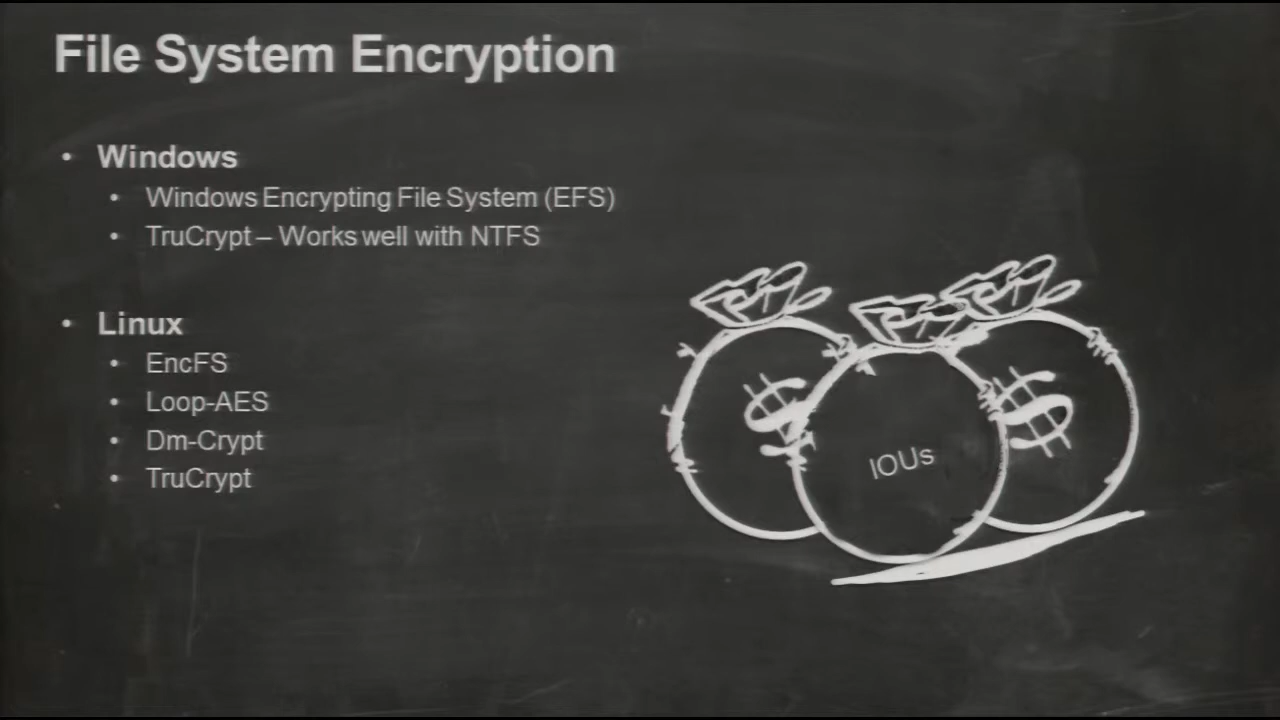 File System Encryption
• Windows
• Windows Encrypting File System (EFS)
• TruCrypt – Works well with NTFS
• Linux
• EncFS
• Loop-AES
• Dm-Crypt
• TruCrypt
$ $
IOUs